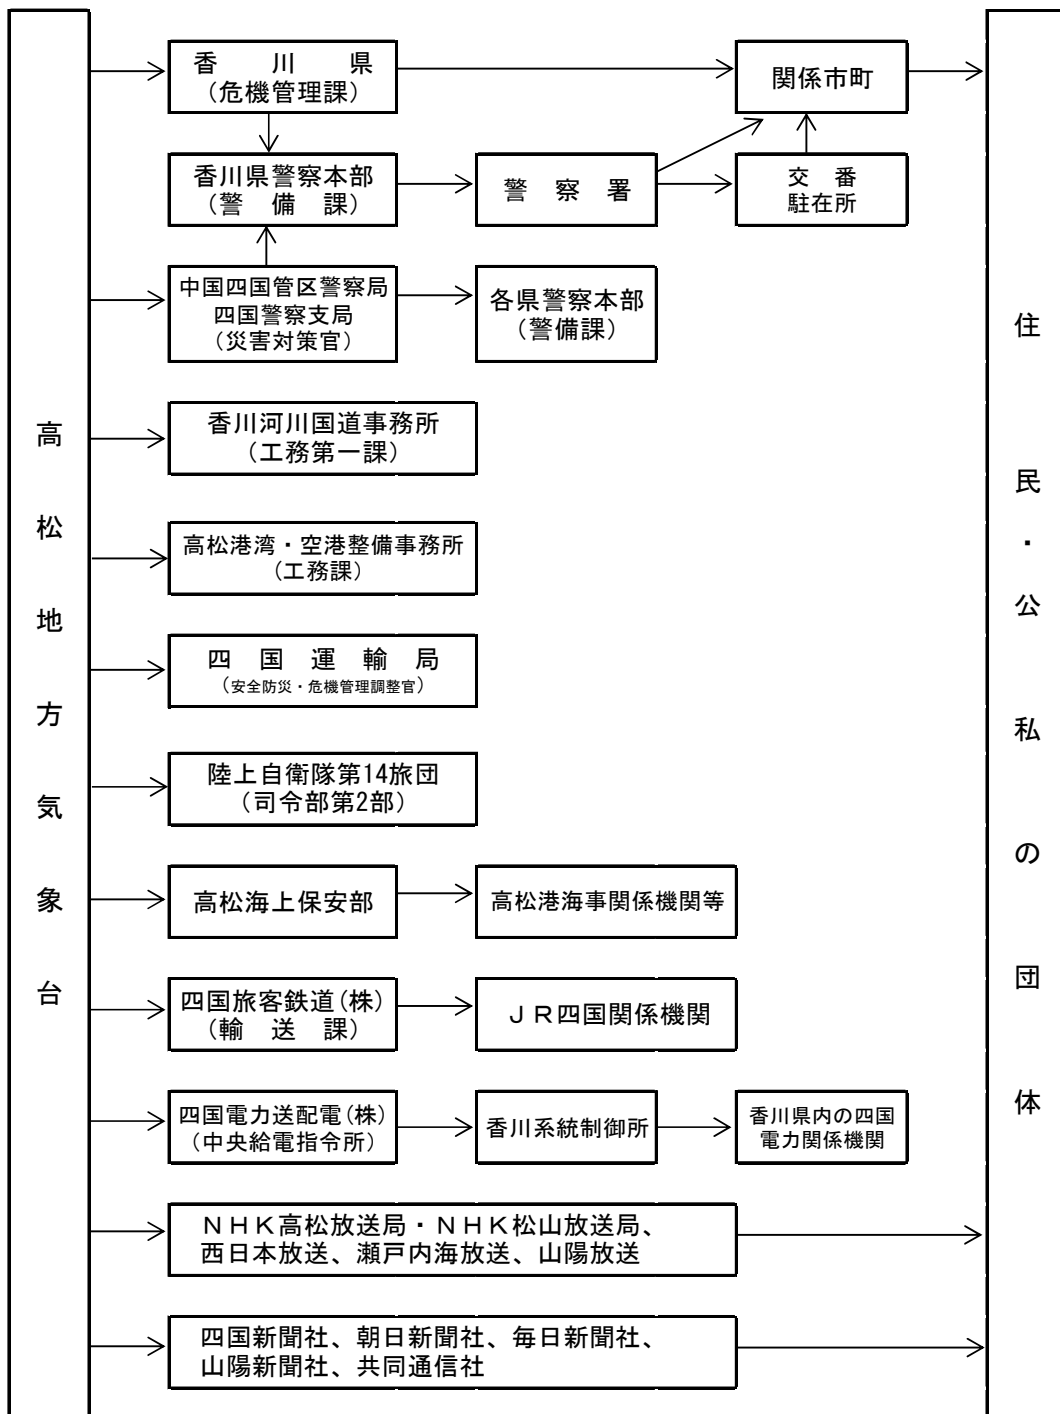 高松地方気象台
香川県
(危機管理課)
関係市町
香川県警察本部
(警備課)
警察署
交番
駐在所
中国四国管区警察局
四国警察支局
(災害対策官)
各県警察本部
(警備課)
香川河川国道事務所
(工務第一課)
高松港湾・空港整備事務所
(工務課)
四国運輸局
(安全防災・危機管理調整官)
陸上自衛隊第14旅団
(司令部第2部)
高松海上保安部
高松港海事関係機関等
四国旅客鉄道(株)
(輸送課)
JR四国関係機関
四国電力送配電(株)
(中央給電指令所)
香川系統制御所
香川県内の四国
電力関係機関
NHK高松放送局・NHK松山放送局、
西日本放送、瀬戸内海放送、山陽放送
四国新聞社、朝日新聞社、毎日新聞社、
山陽新聞社、共同通信社
住民・公私の団体